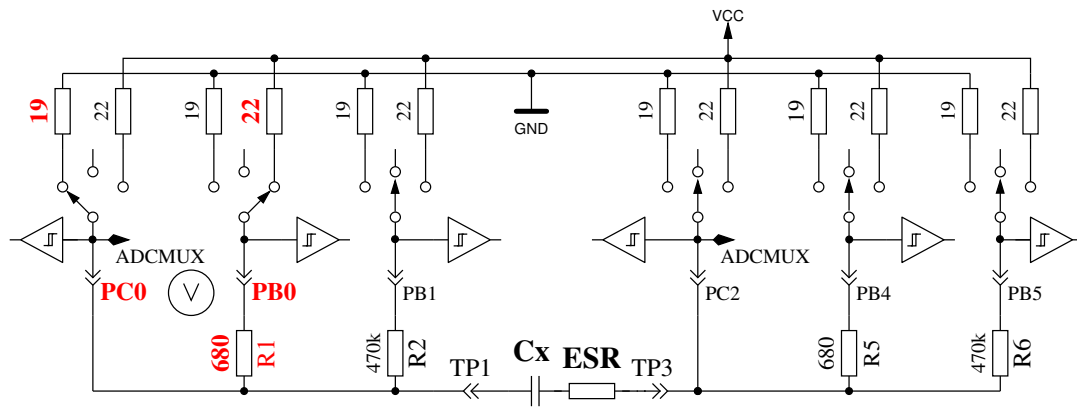 VCC
19
22
19
22
19
22
GND
19
22
19
22
19
22
ADCMUX
ADCMUX
PC0
V
PB0
PB1
PC2
PB4
PB5
680
R1
470k
R2
TP1
Cx
ESR
TP3
680
R5
470k
R6